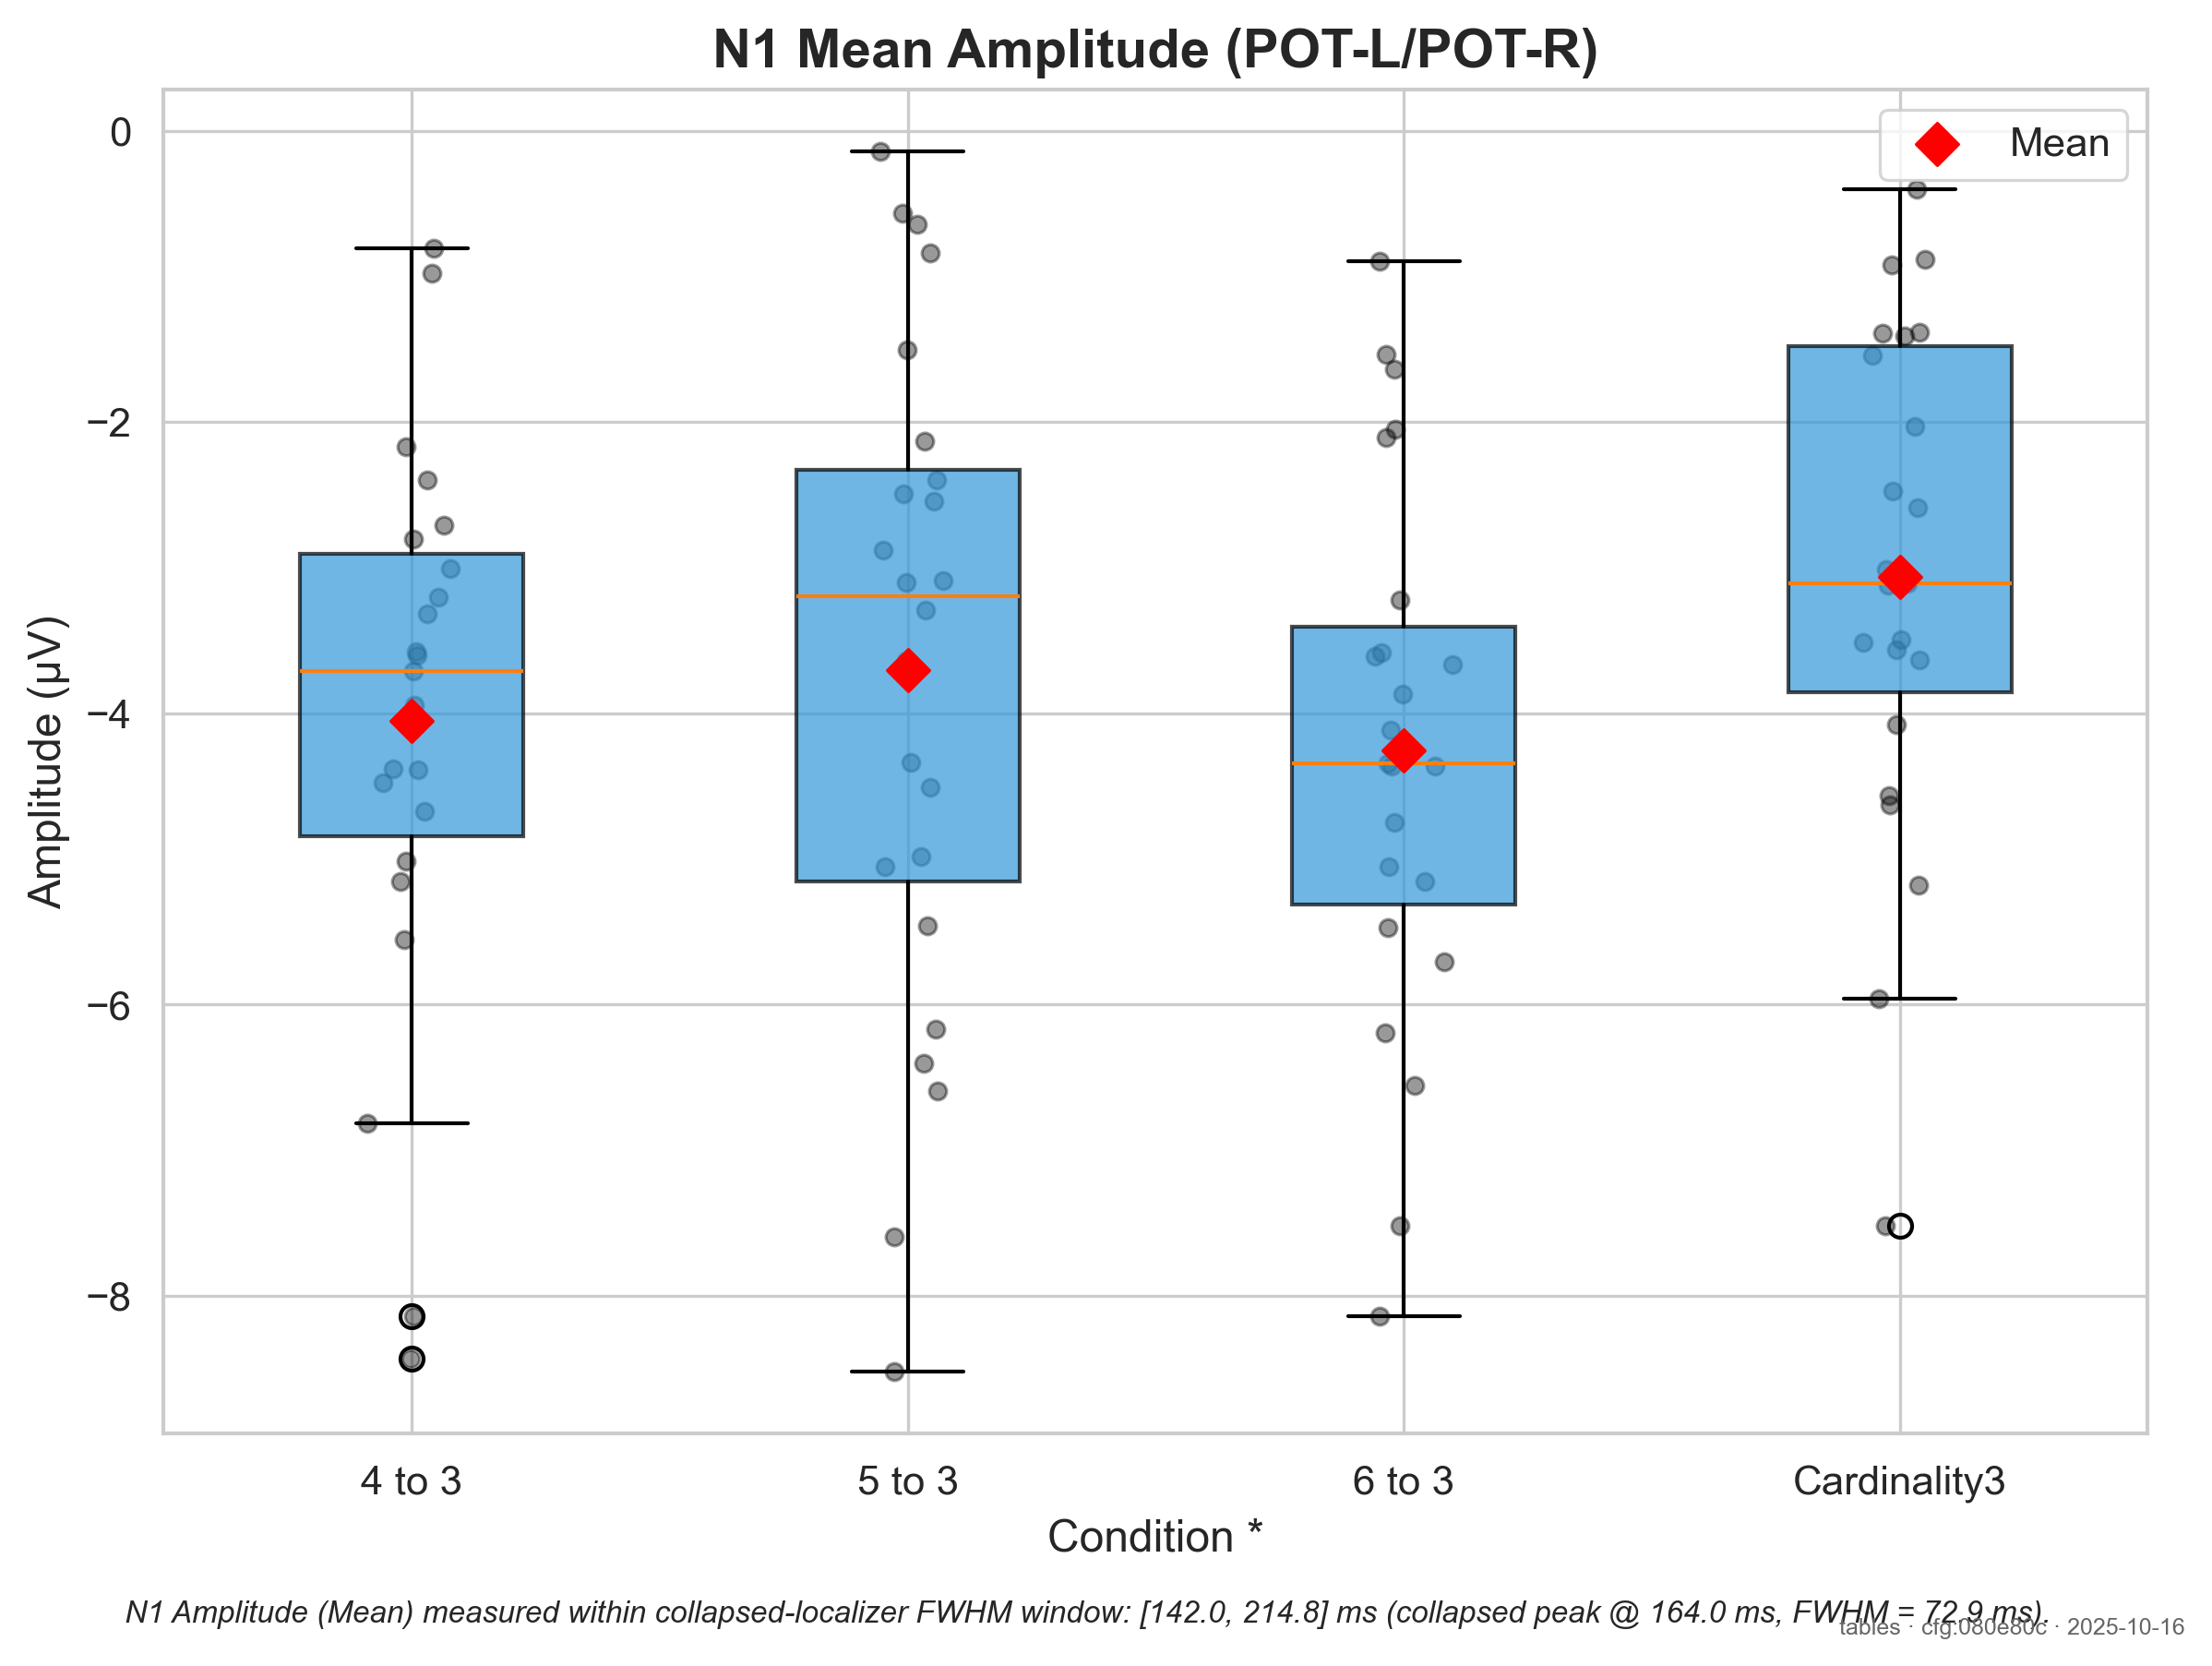 N1 Mean Amplitude (POT-L/POT-R)
Mean
Amplitude (µV)
0
−2
−4
−6
−8
4 to 3
5 to 3
6 to 3
Cardinality3
Condition *
N1 Amplitude (Mean) measured within collapsed-localizer FWHM window: [142.0, 214.8] ms (collapsed peak @ 164.0 ms, FWHM = 72.9 ms).
tables · cfg:080e80c · 2025-10-16